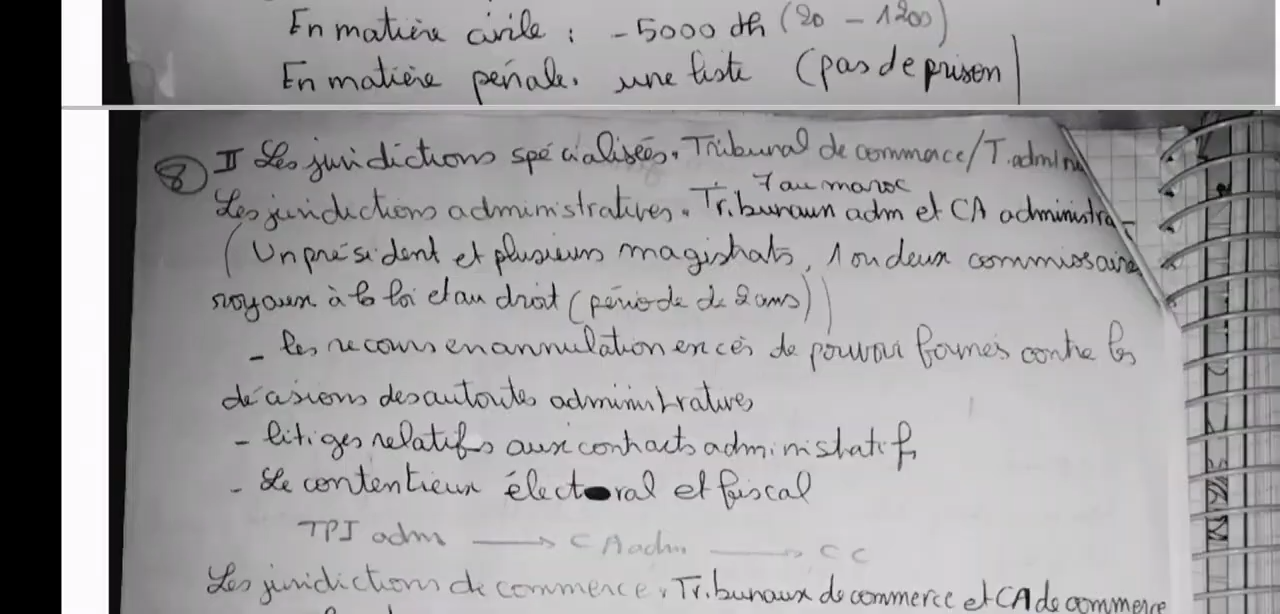 En matière civile : - 5000 dh (20 - 1200)
En matière pénale. une liste (pas de prison)
8 II Les juridictions spécialisées. Tribunal de commerce/T.admin
7 au maroc
Les juridictions administratives. Tribunaux adm et CA administra-
(Un président et plusieurs magistrats, 1 ou deux commissaires
royaux à la loi et au droit (période de 2 ans))
- les recours en annulation en cès de pouvoir formés contre les
décisions des autorités administratives
- litiges relatifs aux contrats administratifs
- Le contentieux électoral et fiscal
TPI adm → CA adm → CC
Les juridictions de commerce. Tribunaux de commerce et CA de commerce